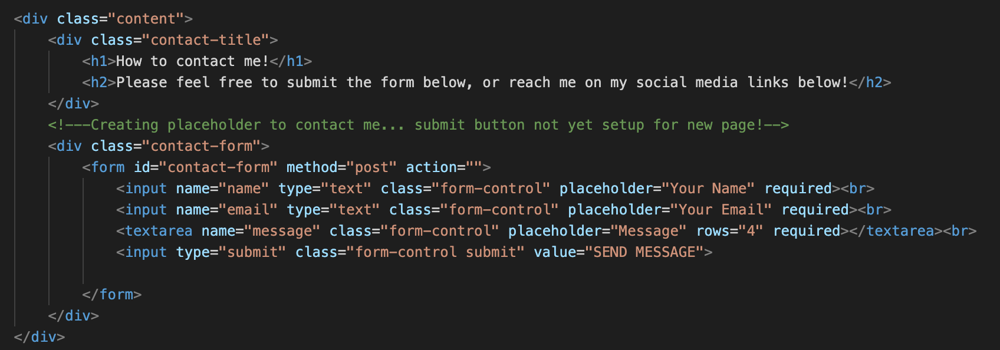 <div class="content">
    <div class="contact-title">
        <h1>How to contact me!</h1>
        <h2>Please feel free to submit the form below, or reach me on my social media links below!</h2>
    </div>
    <!---Creating placeholder to contact me... submit button not yet setup for new page!-->
    <div class="contact-form">
        <form id="contact-form" method="post" action="">
            <input name="name" type="text" class="form-control" placeholder="Your Name" required><br>
            <input name="email" type="text" class="form-control" placeholder="Your Email" required><br>
            <textarea name="message" class="form-control" placeholder="Message" rows="4" required></textarea><br>
            <input type="submit" class="form-control submit" value="SEND MESSAGE">

        </form>
    </div>
</div>